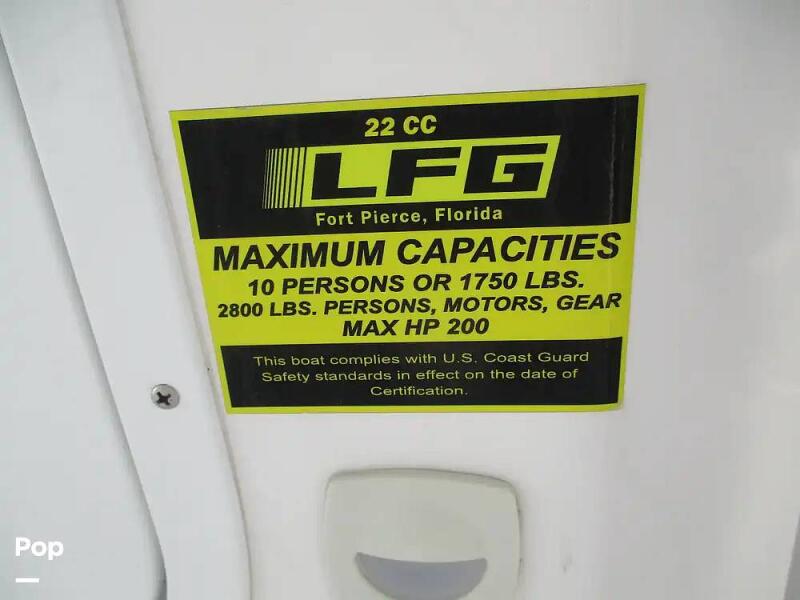 22 CC
LFG
Fort Pierce, Florida
MAXIMUM CAPACITIES
10 PERSONS OR 1750 LBS.
2800 LBS. PERSONS, MOTORS, GEAR
MAX HP 200
This boat complies with U.S. Coast Guard
Safety standards in effect on the date of
Certification.
Pop